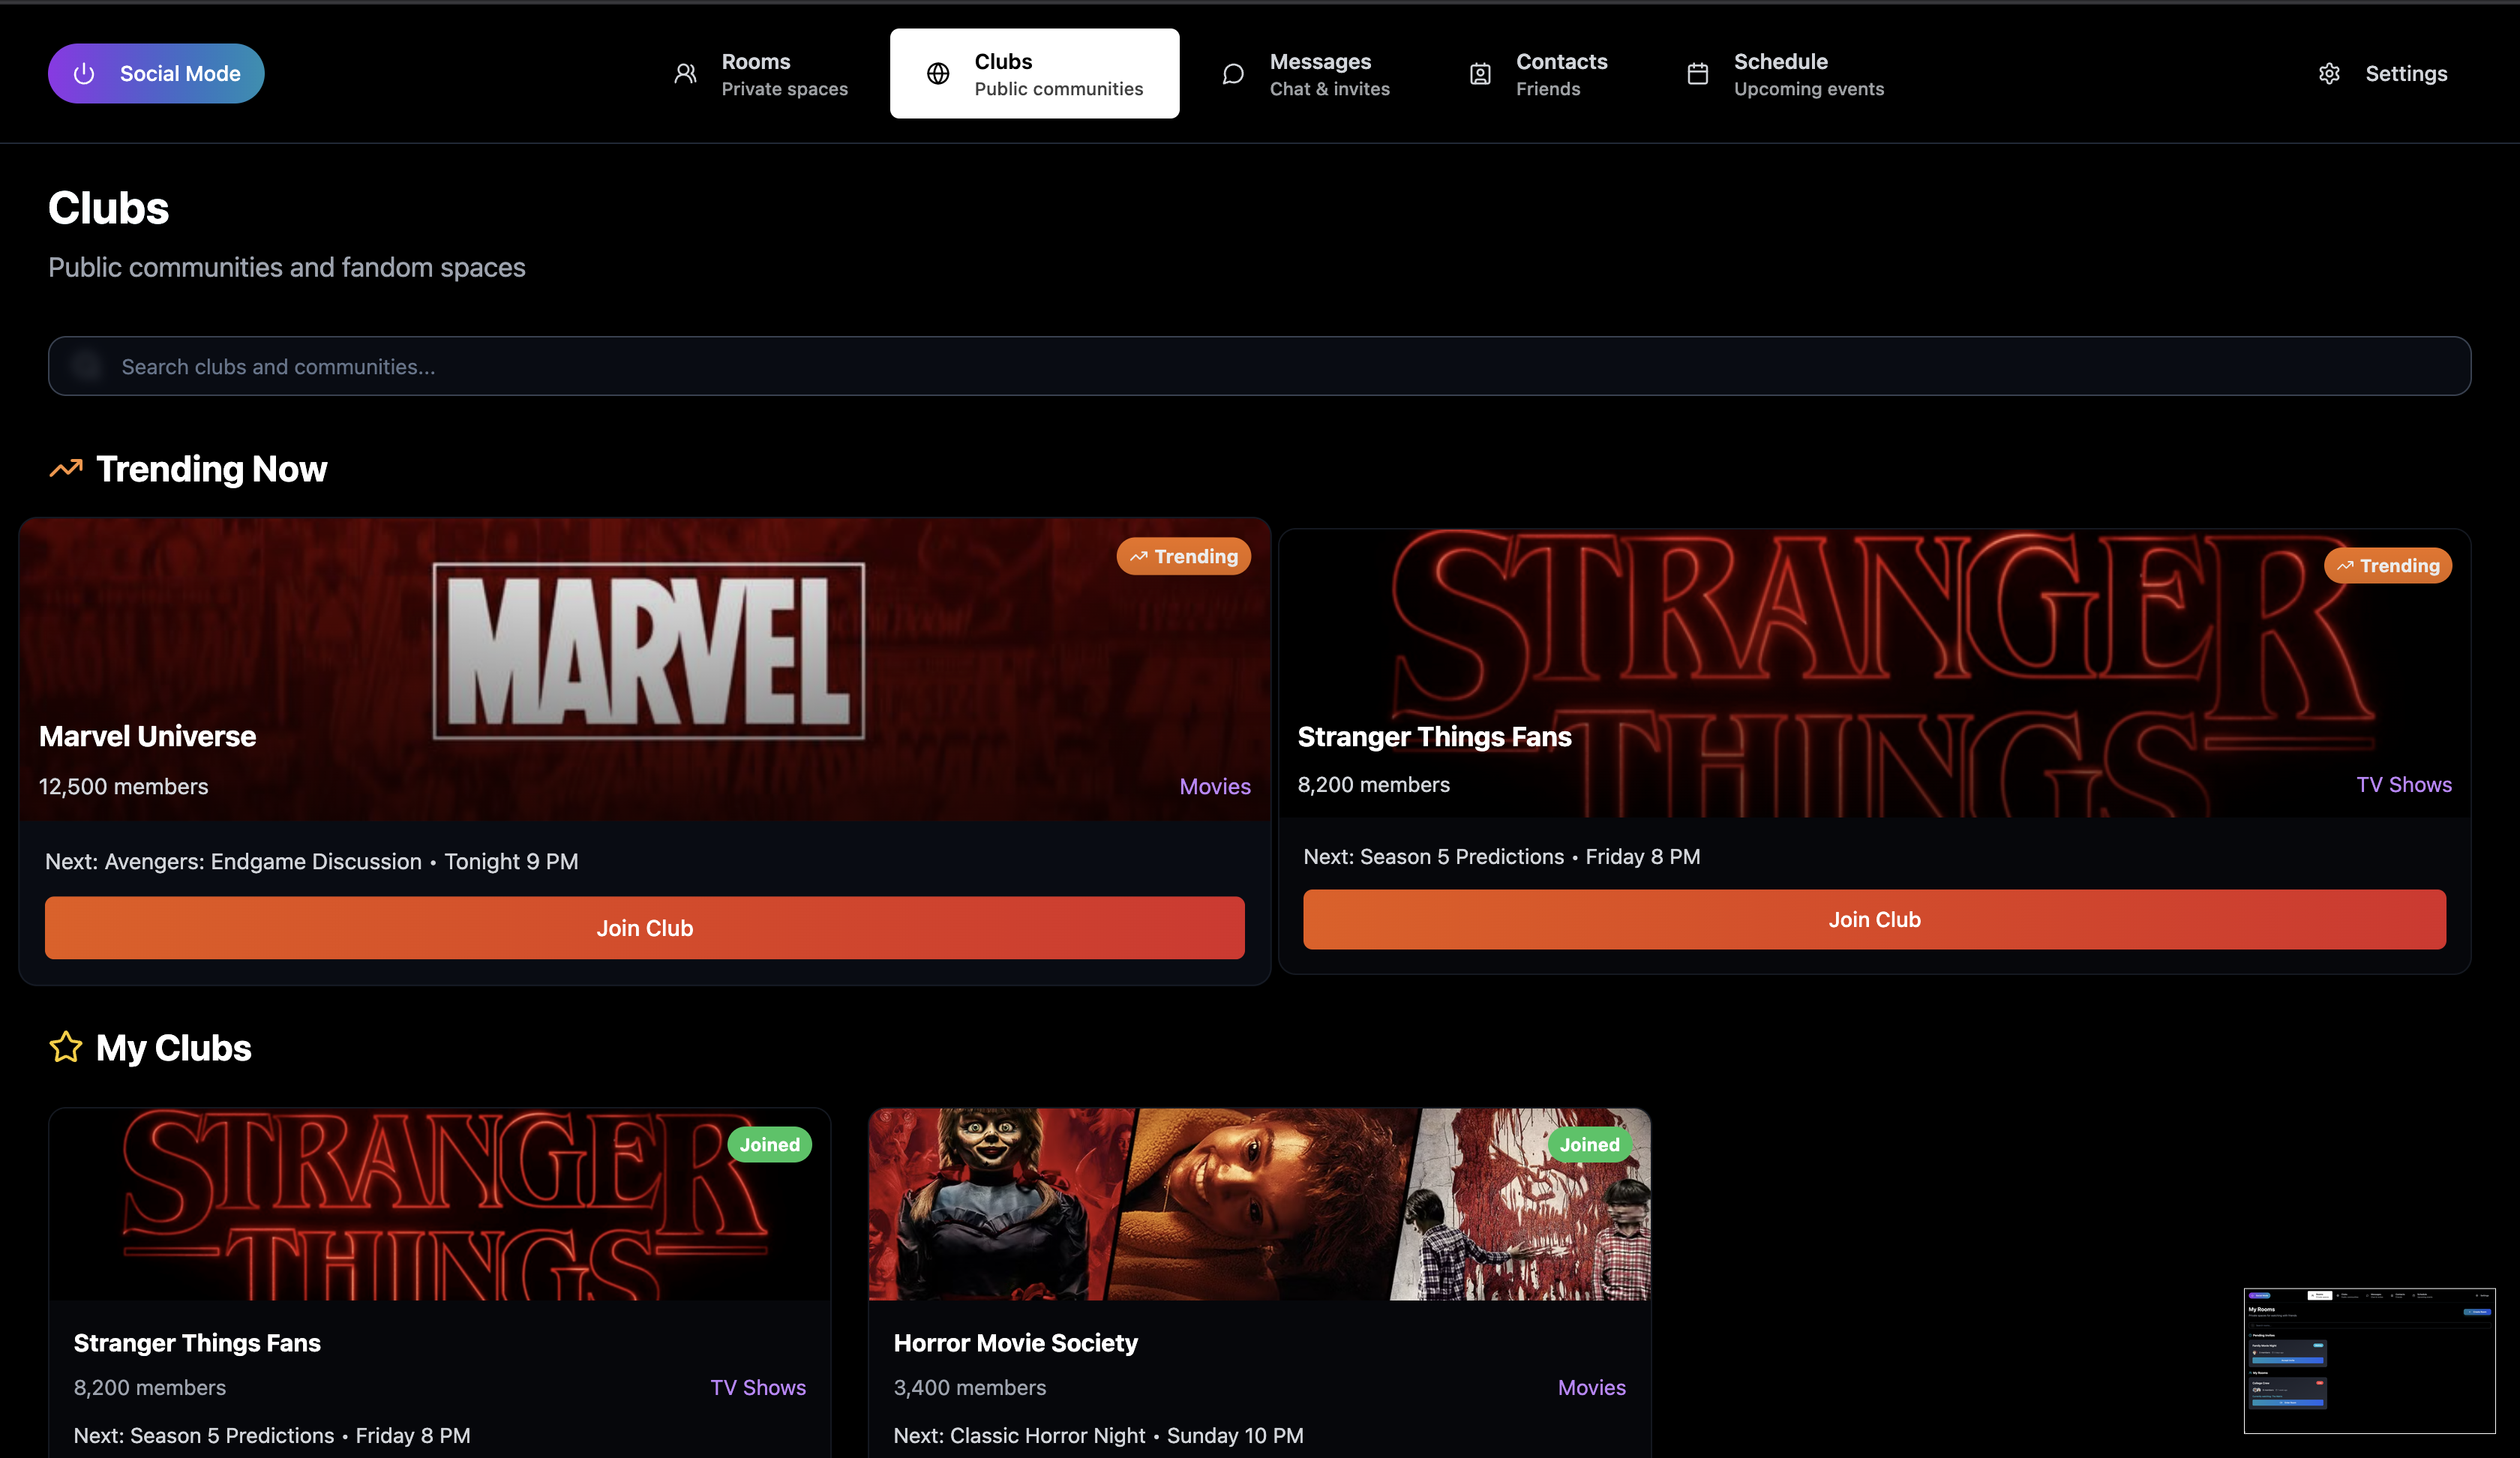 Social Mode
Rooms
Private spaces
Clubs
Public communities
Messages
Chat & invites
Contacts
Friends
Schedule
Upcoming events
Settings
Clubs
Public communities and fandom spaces
Search clubs and communities...
Trending Now
Trending
MARVEL
Marvel Universe
12,500 members
Movies
Next: Avengers: Endgame Discussion • Tonight 9 PM
Join Club
Trending
STRANGER
THINGS
Stranger Things Fans
8,200 members
TV Shows
Next: Season 5 Predictions • Friday 8 PM
Join Club
My Clubs
STRANGER
THINGS
Joined
Stranger Things Fans
8,200 members
TV Shows
Next: Season 5 Predictions • Friday 8 PM
Joined
Horror Movie Society
3,400 members
Movies
Next: Classic Horror Night • Sunday 10 PM
My Rooms